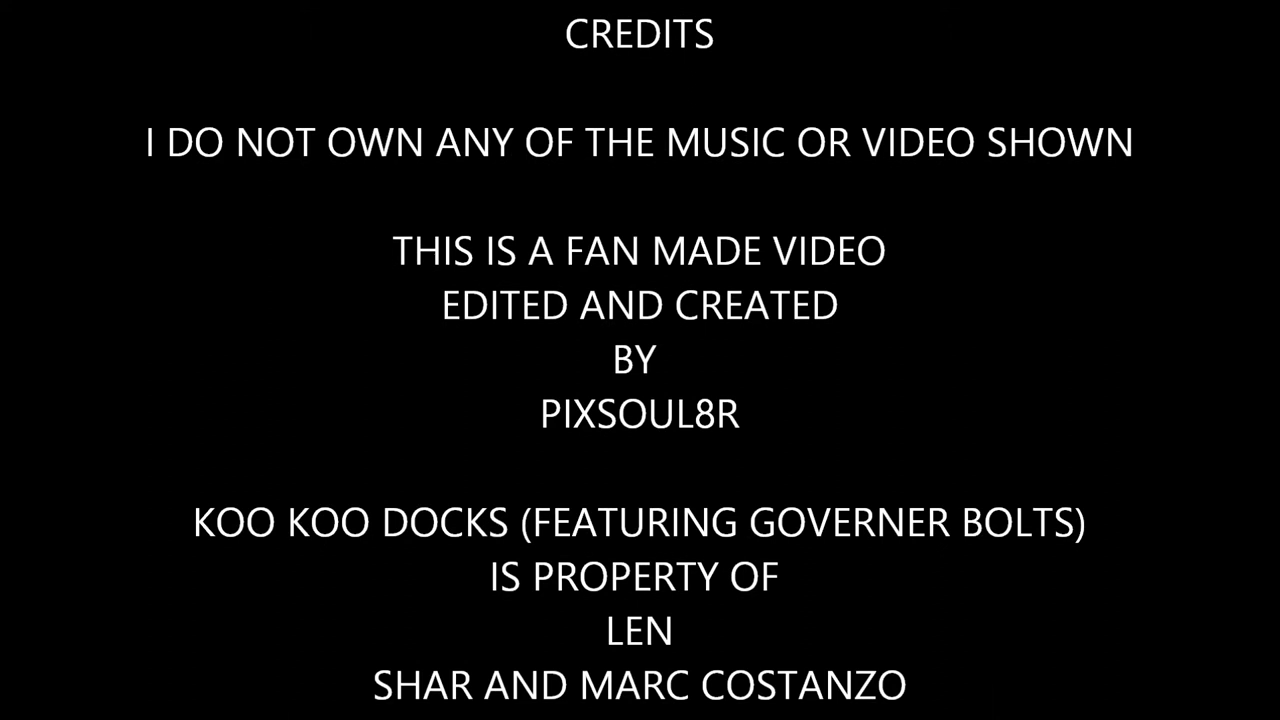 CREDITS
I DO NOT OWN ANY OF THE MUSIC OR VIDEO SHOWN
THIS IS A FAN MADE VIDEO
EDITED AND CREATED
BY
PIXSOUL8R
KOO KOO DOCKS (FEATURING GOVERNER BOLTS)
IS PROPERTY OF
LEN
SHAR AND MARC COSTANZO